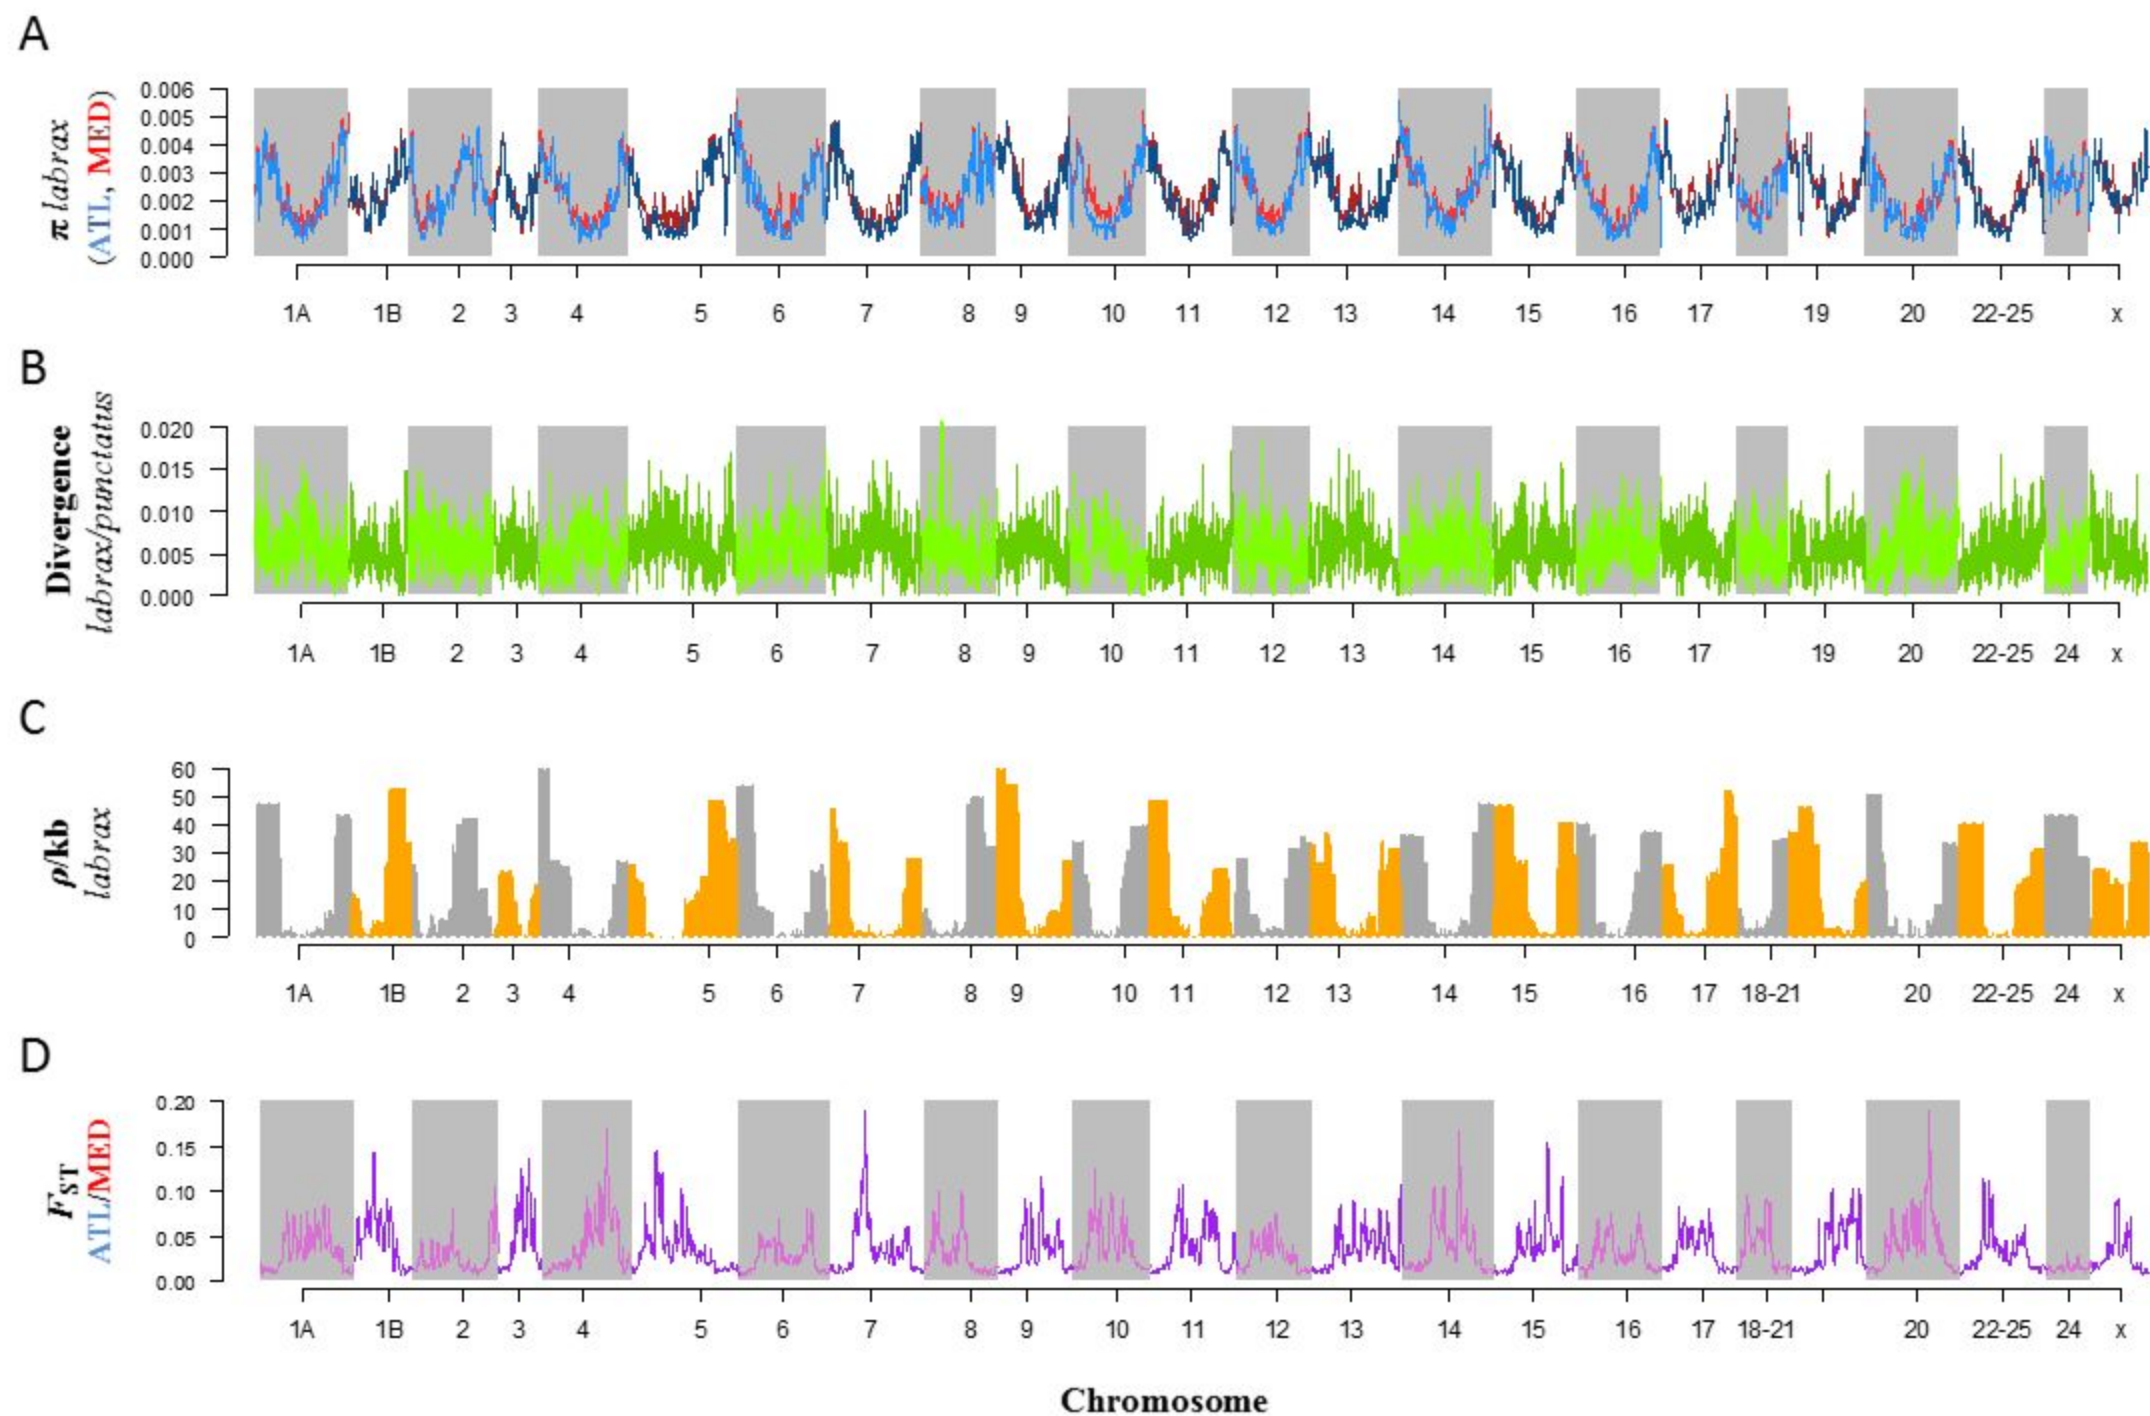 A
π labrax
(ATL, MED)
0.006
0.005
0.004
0.003
0.002
0.001
0.000
1A 1B 2 3 4 5 6 7 8 9 10 11 12 13 14 15 16 17 19 20 22-25 x
B
Divergence
labrax/punctatus
0.020
0.015
0.010
0.005
0.000
1A 1B 2 3 4 5 6 7 8 9 10 11 12 13 14 15 16 17 19 20 22-25 24 x
C
ρ/kb
labrax
60
50
40
30
20
10
0
1A 1B 2 3 4 5 6 7 8 9 10 11 12 13 14 15 16 17 18-21 20 22-25 24 x
D
FST
ATL/MED
0.20
0.15
0.10
0.05
0.00
1A 1B 2 3 4 5 6 7 8 9 10 11 12 13 14 15 16 17 18-21 20 22-25 24 x
Chromosome